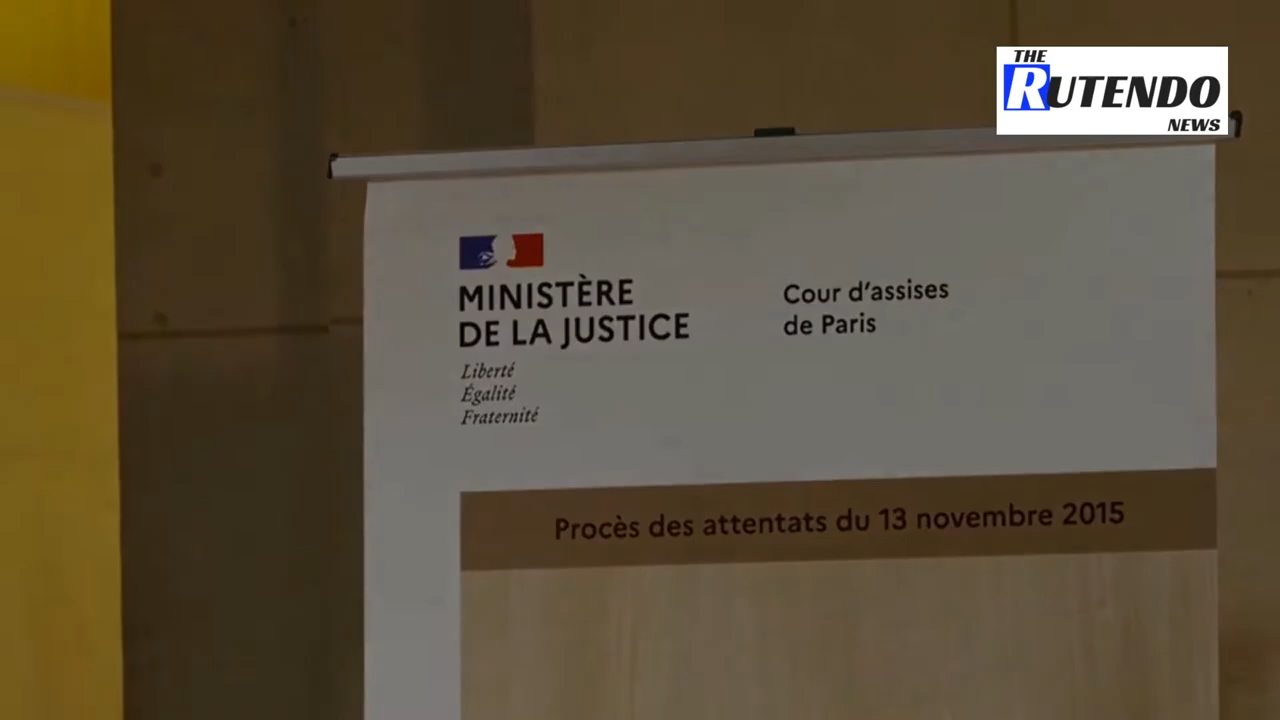 THE
RUTENDO
NEWS
MINISTÈRE
DE LA JUSTICE
Liberté
Égalité
Fraternité
Cour d'assises
de Paris
Procès des attentats du 13 novembre 2015